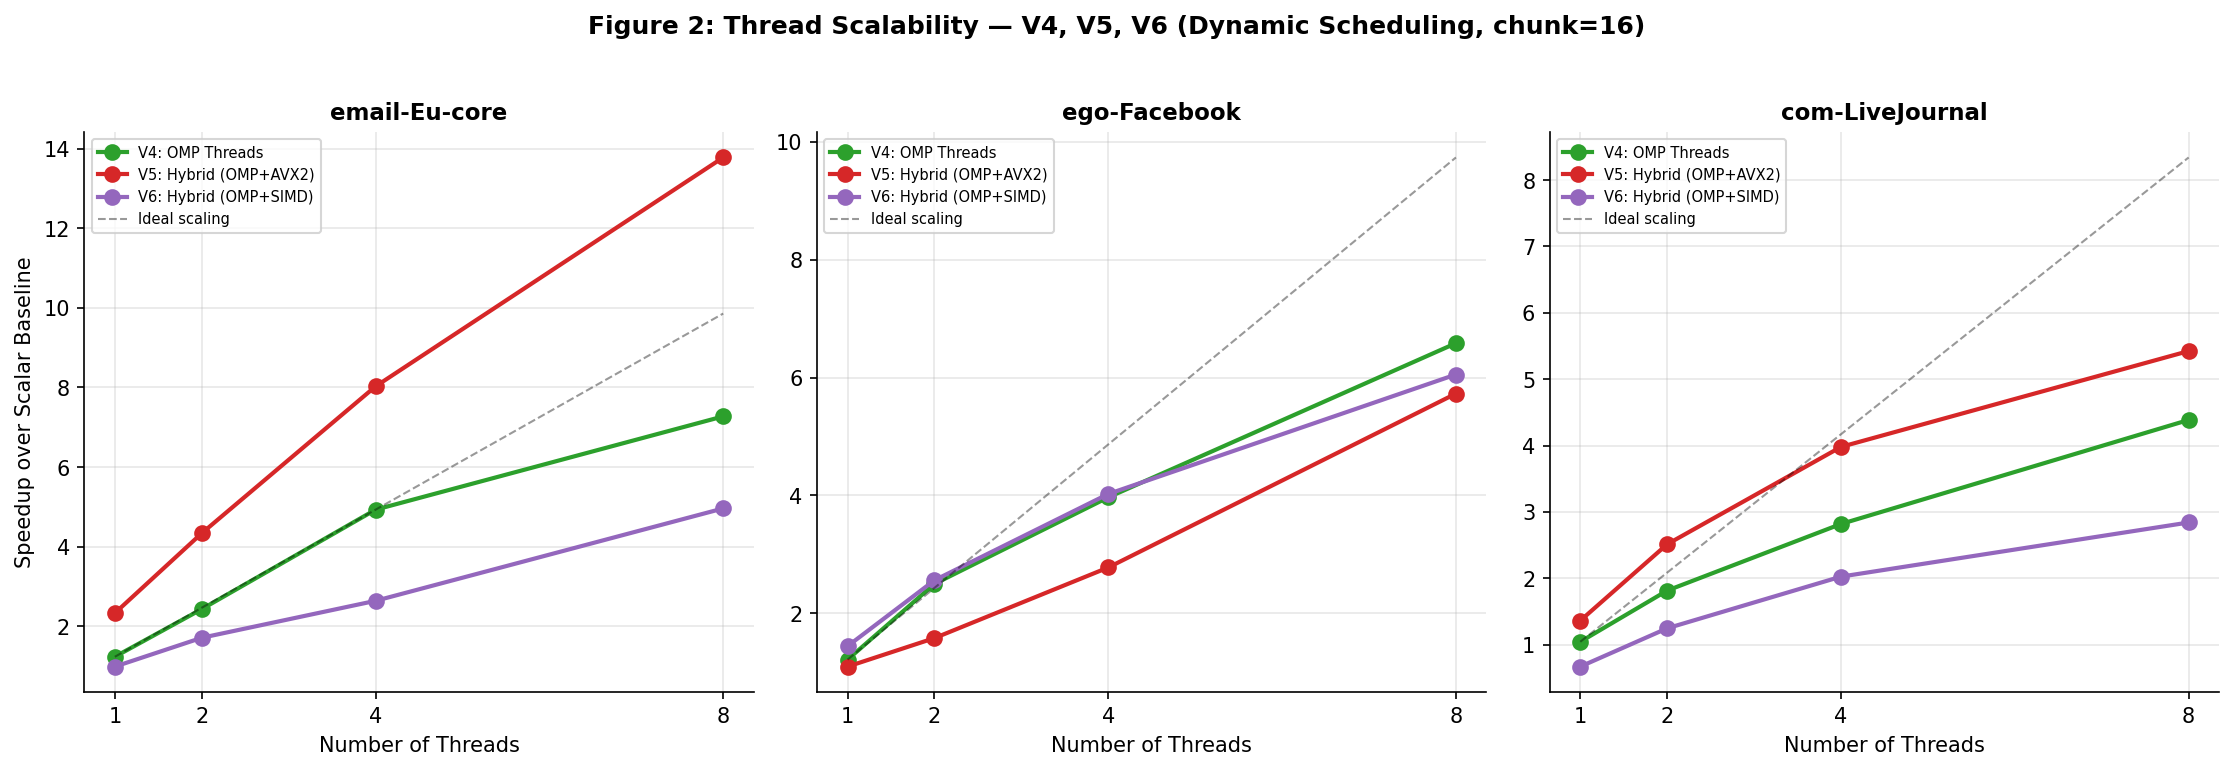 Figure 2: Thread Scalability — V4, V5, V6 (Dynamic Scheduling, chunk=16)
email-Eu-core
V4: OMP Threads
V5: Hybrid (OMP+AVX2)
V6: Hybrid (OMP+SIMD)
Ideal scaling
Speedup over Scalar Baseline
14
12
10
8
6
4
2
1 2 4 8
Number of Threads
ego-Facebook
V4: OMP Threads
V5: Hybrid (OMP+AVX2)
V6: Hybrid (OMP+SIMD)
Ideal scaling
10
8
6
4
2
1 2 4 8
Number of Threads
com-LiveJournal
V4: OMP Threads
V5: Hybrid (OMP+AVX2)
V6: Hybrid (OMP+SIMD)
Ideal scaling
8
7
6
5
4
3
2
1
1 2 4 8
Number of Threads